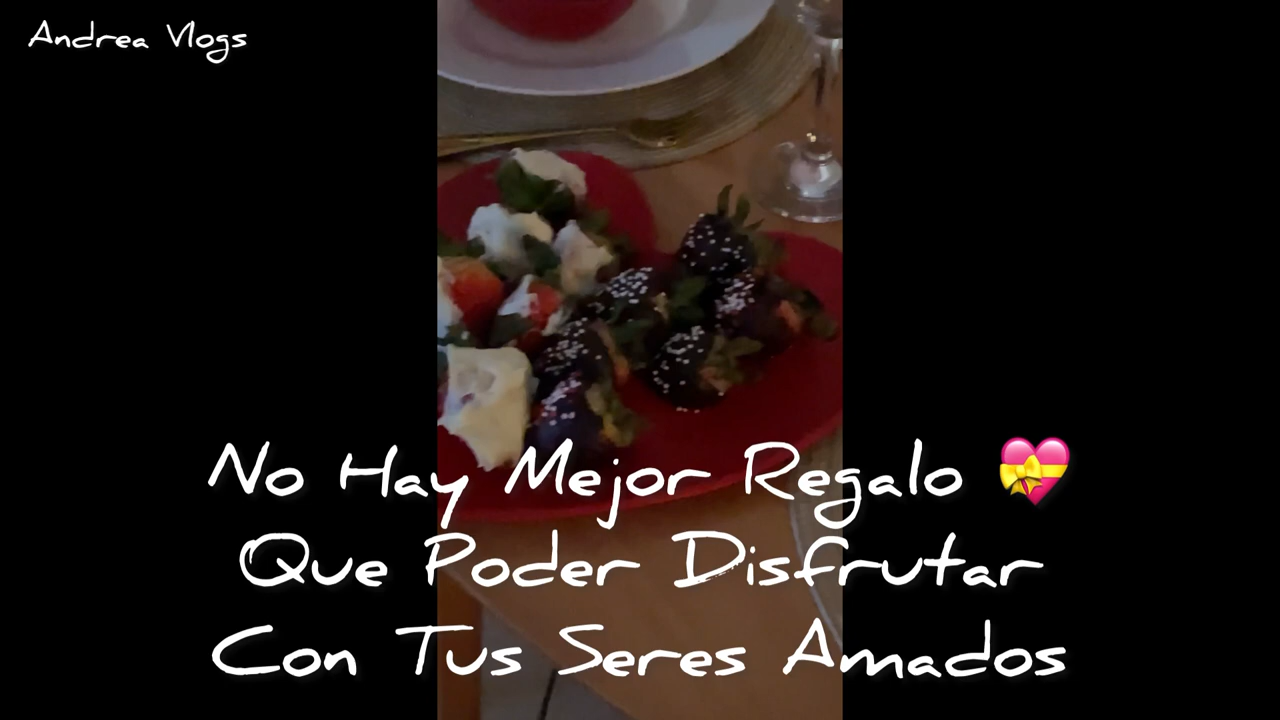 Andrea Vlogs
No Hay Mejor Regalo 💝
Que Poder Disfrutar
Con Tus Seres Amados